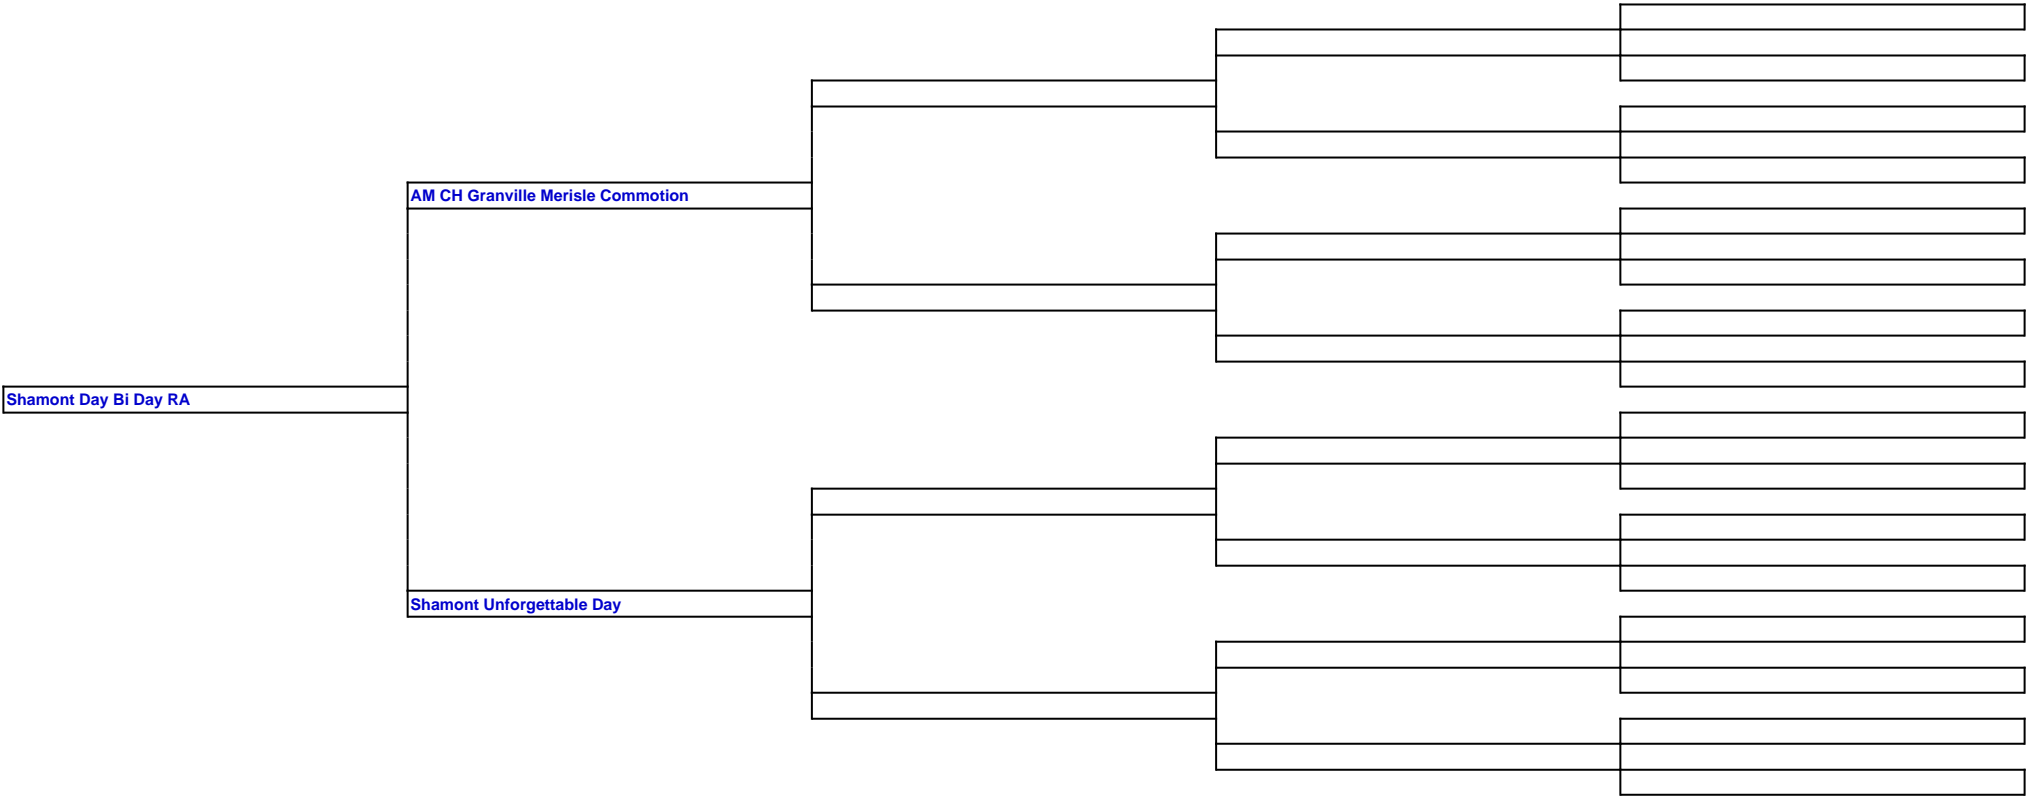 AM CH Granville Merisle Commotion
Shamont Day Bi Day RA
Shamont Unforgettable Day